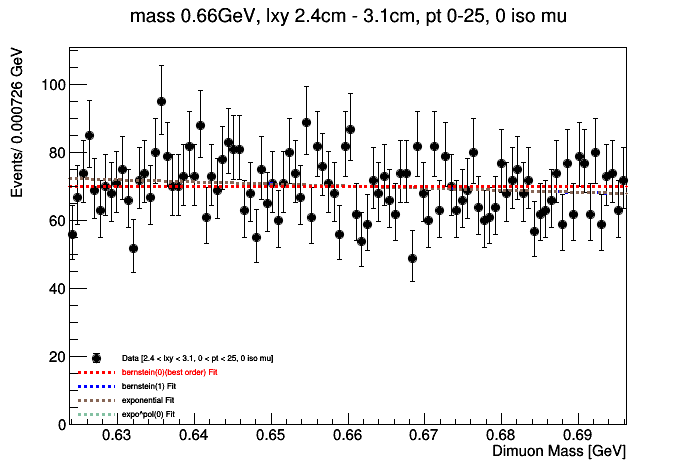 mass 0.66GeV, lxy 2.4cm - 3.1cm, pt 0-25, 0 iso mu
Events/ 0.000726 GeV
100
80
60
40
20
0
Data [2.4 < lxy < 3.1, 0 < pt < 25, 0 iso mu]
bernstein(0)(best order) Fit
bernstein(1) Fit
exponential Fit
expo*pol(0) Fit
0.63 0.64 0.65 0.66 0.67 0.68 0.69
Dimuon Mass [GeV]